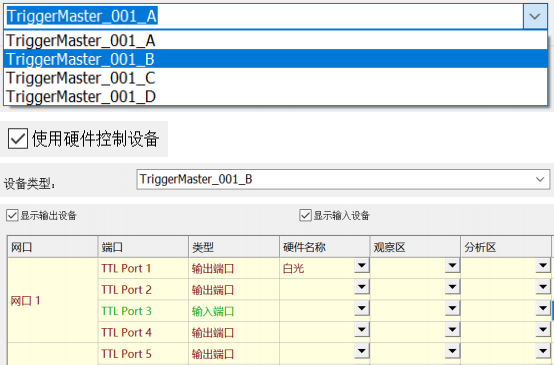 TriggerMaster_001_A
TriggerMaster_001_A
TriggerMaster_001_B
TriggerMaster_001_C
TriggerMaster_001_D
使用硬件控制设备
设备类型: TriggerMaster_001_B
显示输出设备 显示输入设备
网口 端口 类型 硬件名称 观察区 分析区
网口 1
TTL Port 1 输出端口 白光
TTL Port 2 输出端口
TTL Port 3 输入端口
TTL Port 4 输出端口
TTL Port 5 输出端口